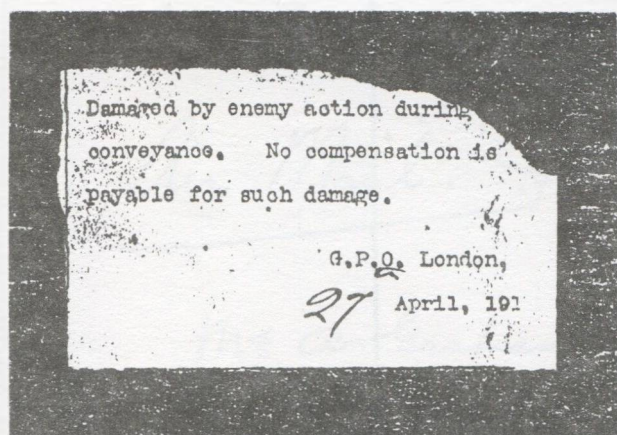 Damaged by enemy action during
conveyance. No compensation is
payable for such damage.
G.P.O. London,
27 April, 191